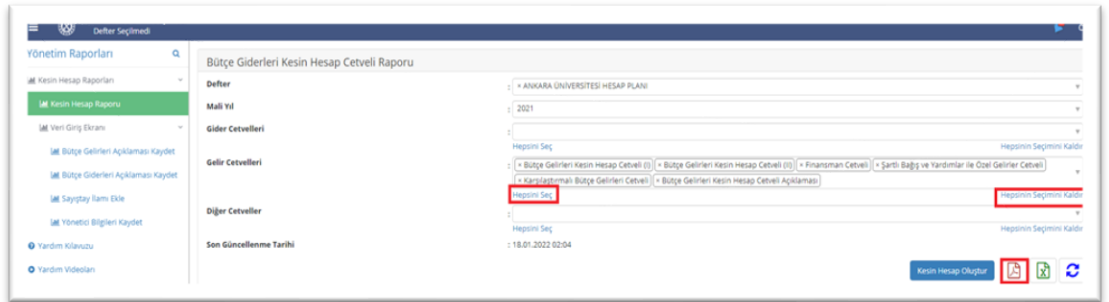 Defter Seçilmedi
Yönetim Raporları
Bütçe Giderleri Kesin Hesap Cetveli Raporu
Kesin Hesap Raporları
Defter
: × ANKARA ÜNİVERSİTESİ HESAP PLANI
Kesin Hesap Raporu
Mali Yıl
: 2021
Veri Giriş Ekranı
Gider Cetvelleri
:
Hepsini Seç
Hepsinin Seçimini Kaldır
Bütçe Gelirleri Açıklaması Kaydet
Gelir Cetvelleri
: × Bütçe Gelirleri Kesin Hesap Cetveli (I) × Bütçe Gelirleri Kesin Hesap Cetveli (II) × Finansman Cetveli × Şartlı Bağış ve Yardımlar ile Özel Gelirler Cetveli
Bütçe Giderleri Açıklaması Kaydet
× Karşılaştırmalı Bütçe Gelirleri Cetveli × Bütçe Gelirleri Kesin Hesap Cetveli Açıklaması
Sayıştay İlamı Ekle
Hepsini Seç
Hepsinin Seçimini Kaldır
Diğer Cetveller
:
Yönetici Bilgileri Kaydet
Hepsini Seç
Hepsinin Seçimini Kaldır
Yardım Kılavuzu
Son Güncellenme Tarihi
: 18.01.2022 02:04
Yardım Videoları
Kesin Hesap Oluştur